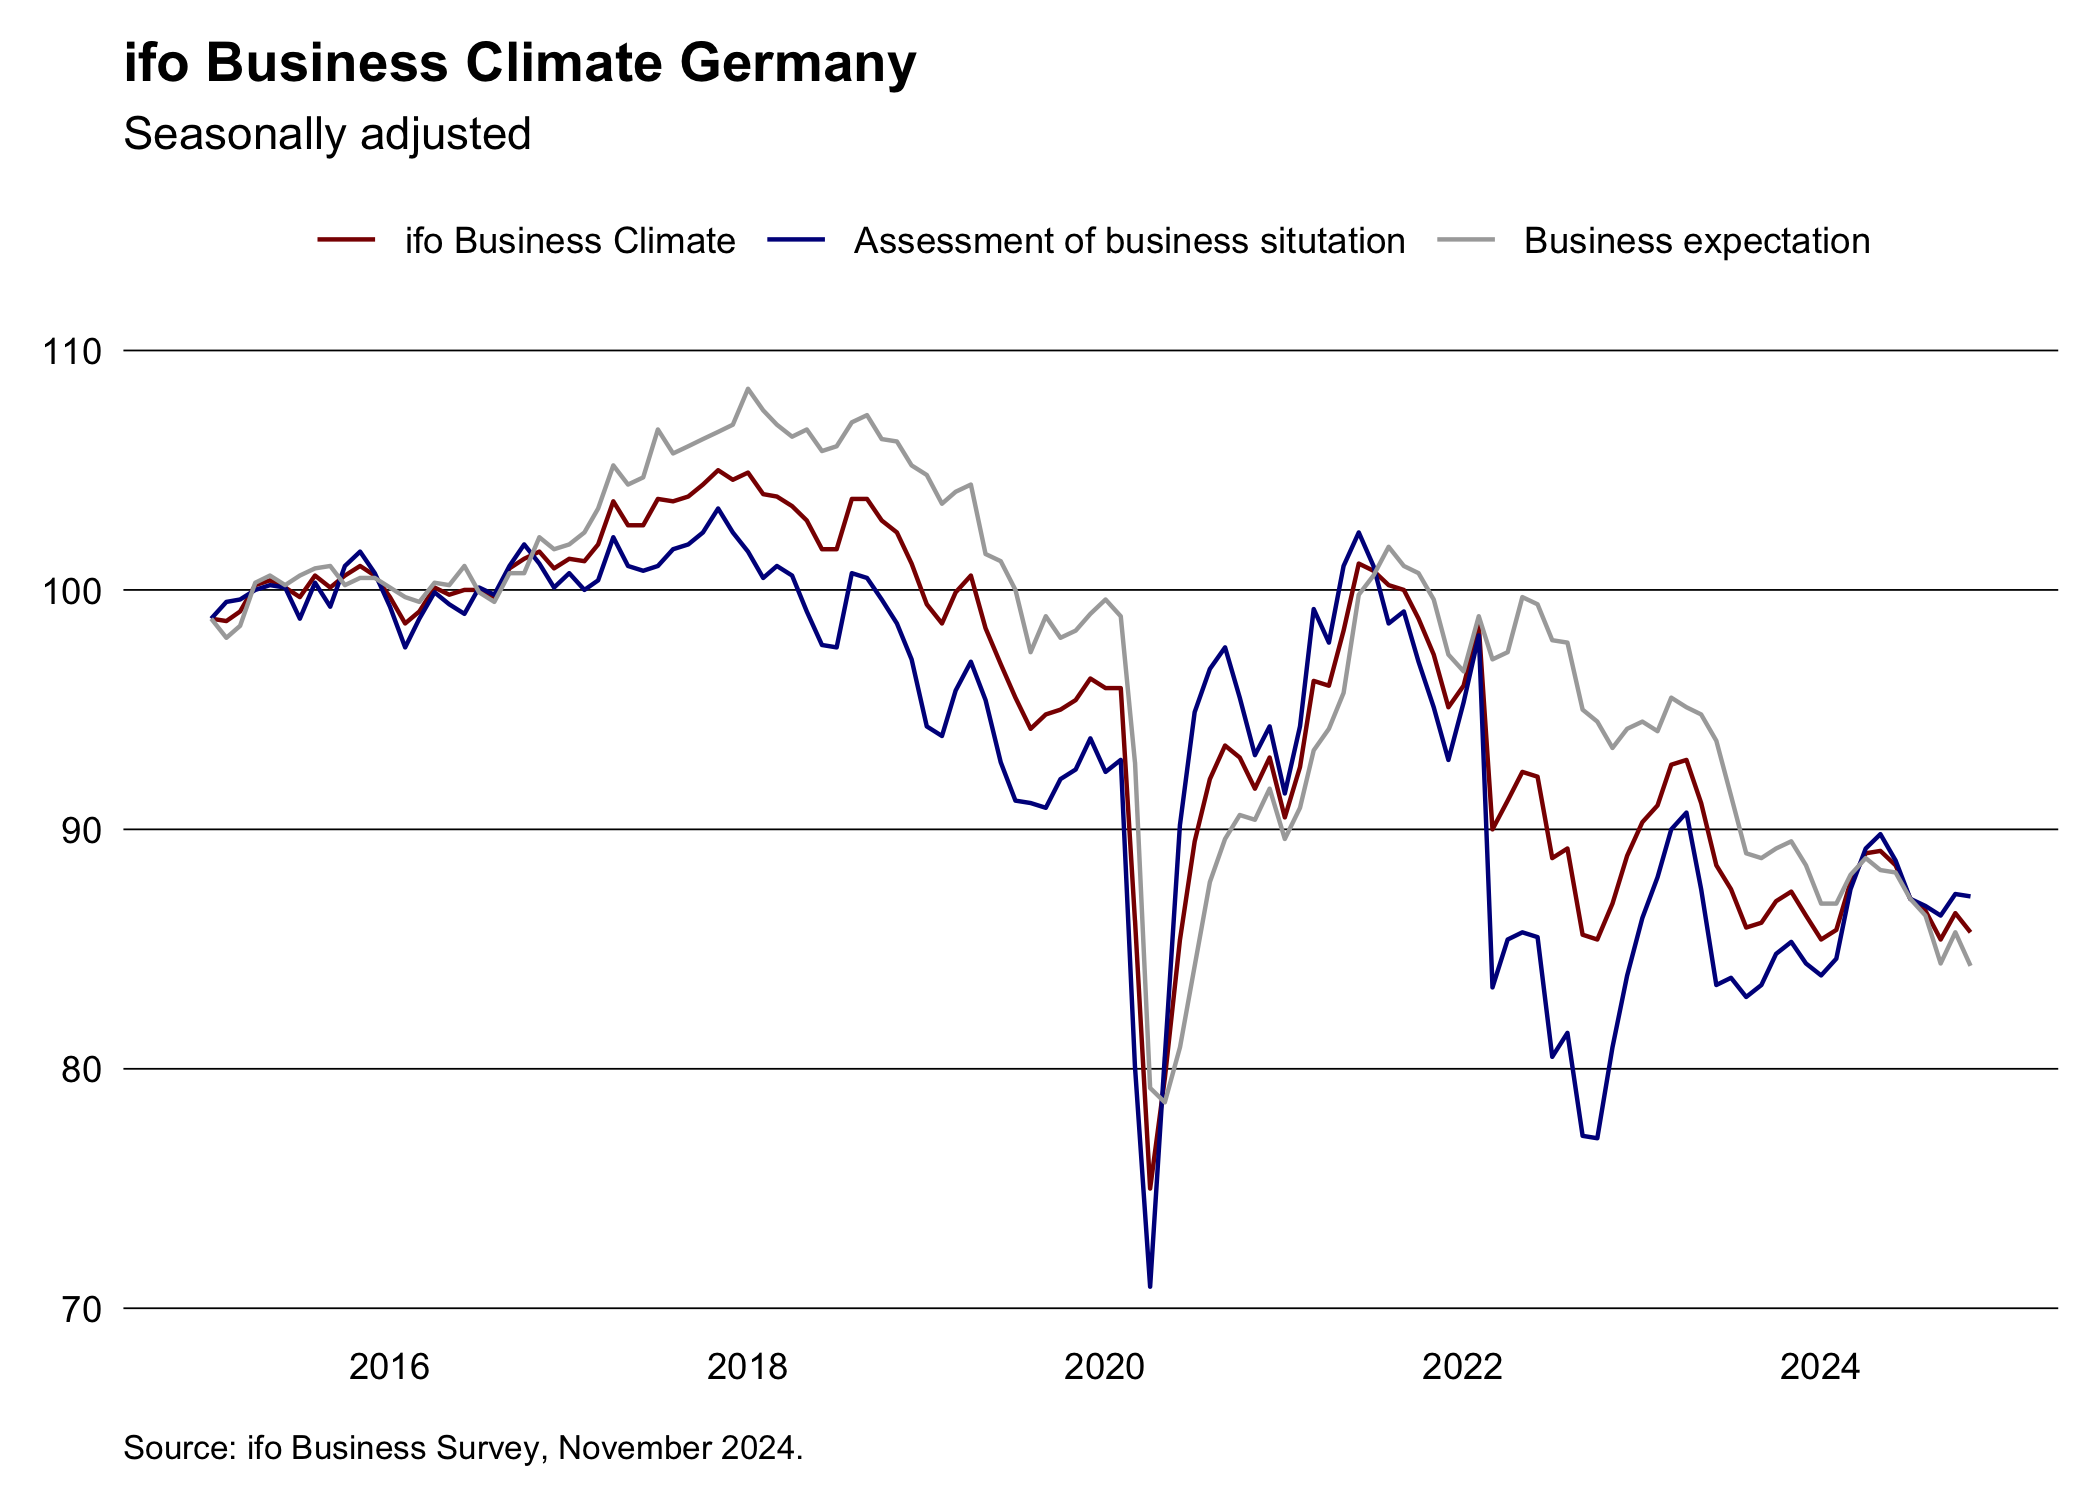 ifo Business Climate Germany
Seasonally adjusted
ifo Business Climate Assessment of business situtation Business expectation
110
100
90
80
70
2016 2018 2020 2022 2024
Source: ifo Business Survey, November 2024.